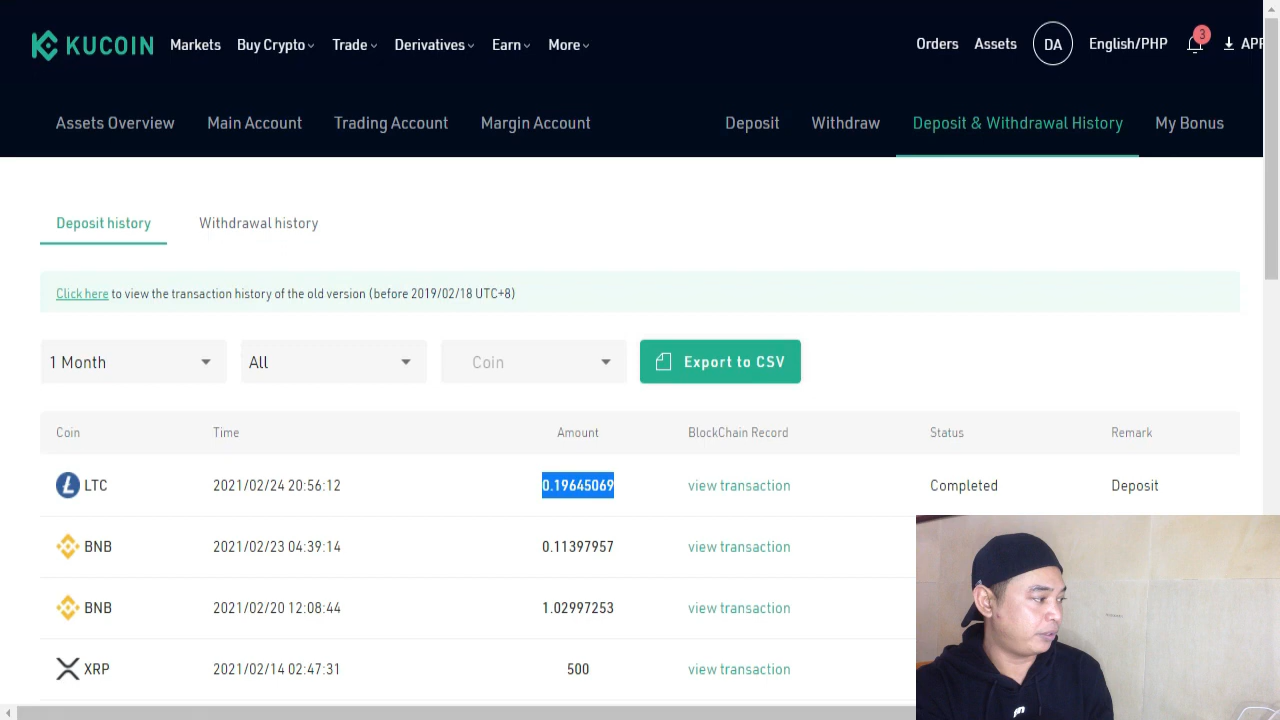 KUCOIN Markets Buy Crypto Trade Derivatives Earn More Orders Assets DA English/PHP 3
Assets Overview Main Account Trading Account Margin Account Deposit Withdraw Deposit & Withdrawal History My Bonus
Deposit history Withdrawal history
Click here to view the transaction history of the old version (before 2019/02/18 UTC+8)
1 Month All Coin Export to CSV
Coin Time Amount BlockChain Record Status Remark
LTC 2021/02/24 20:56:12 0.19645069 view transaction Completed Deposit
BNB 2021/02/23 04:39:14 0.11397957 view transaction
BNB 2021/02/20 12:08:44 1.02997253 view transaction
XRP 2021/02/14 02:47:31 500 view transaction